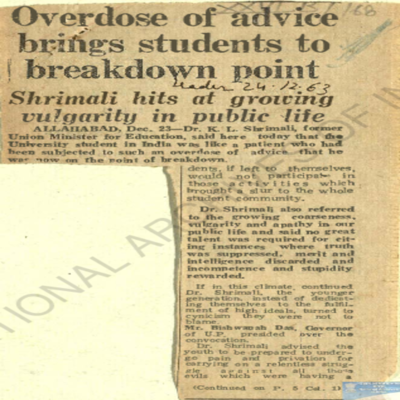 Overdose of advice
brings students to
breakdown point
Leader 24.12.63
Shrimali hits at growing
vulgarity in public life
ALLAHABAD, Dec. 23—Dr. K. L. Shrimali, former
Union Minister for Education, said here today that the
University student in India was like a patient who had
been subjected to such an overdose of advice that he
was now on the point of breakdown.
dents, if left to themselves,
would not participate in
those activities which
brought a slur to the whole
student community.
Dr. Shrimali also referred
to the growing coarseness,
vulgarity and apathy in our
public life and said no great
talent was required for cit-
ing instances where truth
was suppressed, merit and
intelligence discarded and
incompetence and stupidity
rewarded.
If in this climate, continued
Dr. Shrimali, the younger
generation, instead of dedicat-
ing themselves to the fulfil-
ment of high ideals, turned to
cynicism they were not to
blame.
Mr. Bishwanath Das, Governor
of U.P. presided over the
convocation.
Dr. Shrimali advised the
youth to be prepared to under-
go pain and privation for
carrying on a relentless strug-
gle against all those
evils which were having a
(Continued on P. 5 Col.